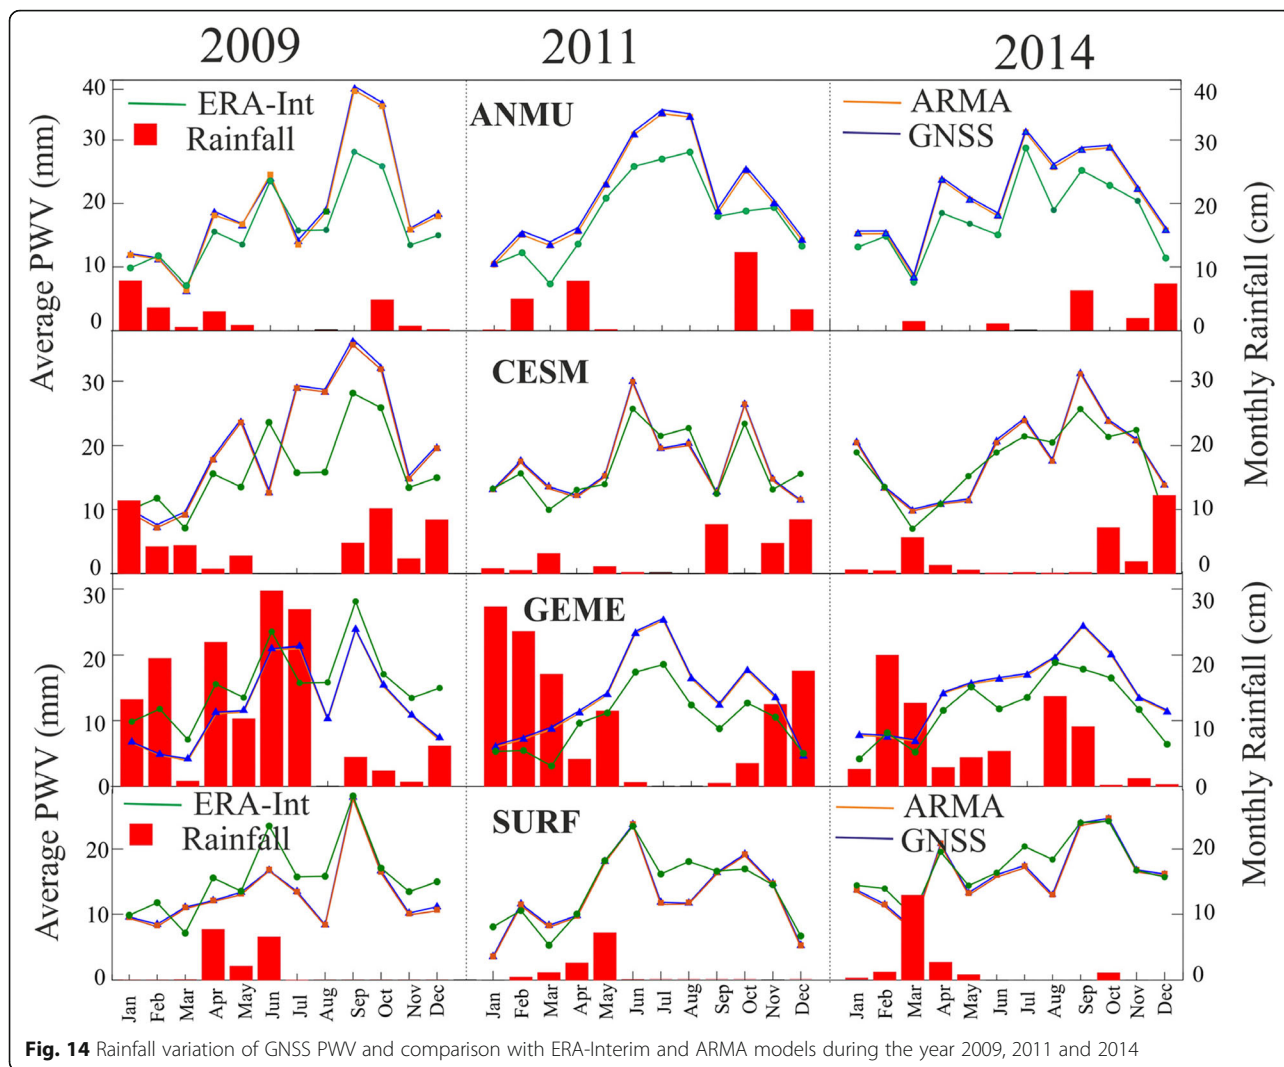 2009 2011 2014
ERA-Int
Rainfall
ANMU
ARMA
GNSS
Average PWV (mm)
40
30
20
10
0
40
30
20
10
0
Monthly Rainfall (cm)
CESM
30
20
10
0
30
20
10
0
GEME
Average PWV (mm)
30
20
10
0
30
20
10
0
Monthly Rainfall (cm)
ERA-Int
Rainfall
SURF
ARMA
GNSS
20
10
0
20
10
0
Jan Feb Mar Apr May Jun Jul Aug Sep Oct Nov Dec
Jan Feb Mar Apr May Jun Jul Aug Sep Oct Nov Dec
Jan Feb Mar Apr May Jun Jul Aug Sep Oct Nov Dec
Fig. 14 Rainfall variation of GNSS PWV and comparison with ERA-Interim and ARMA models during the year 2009, 2011 and 2014